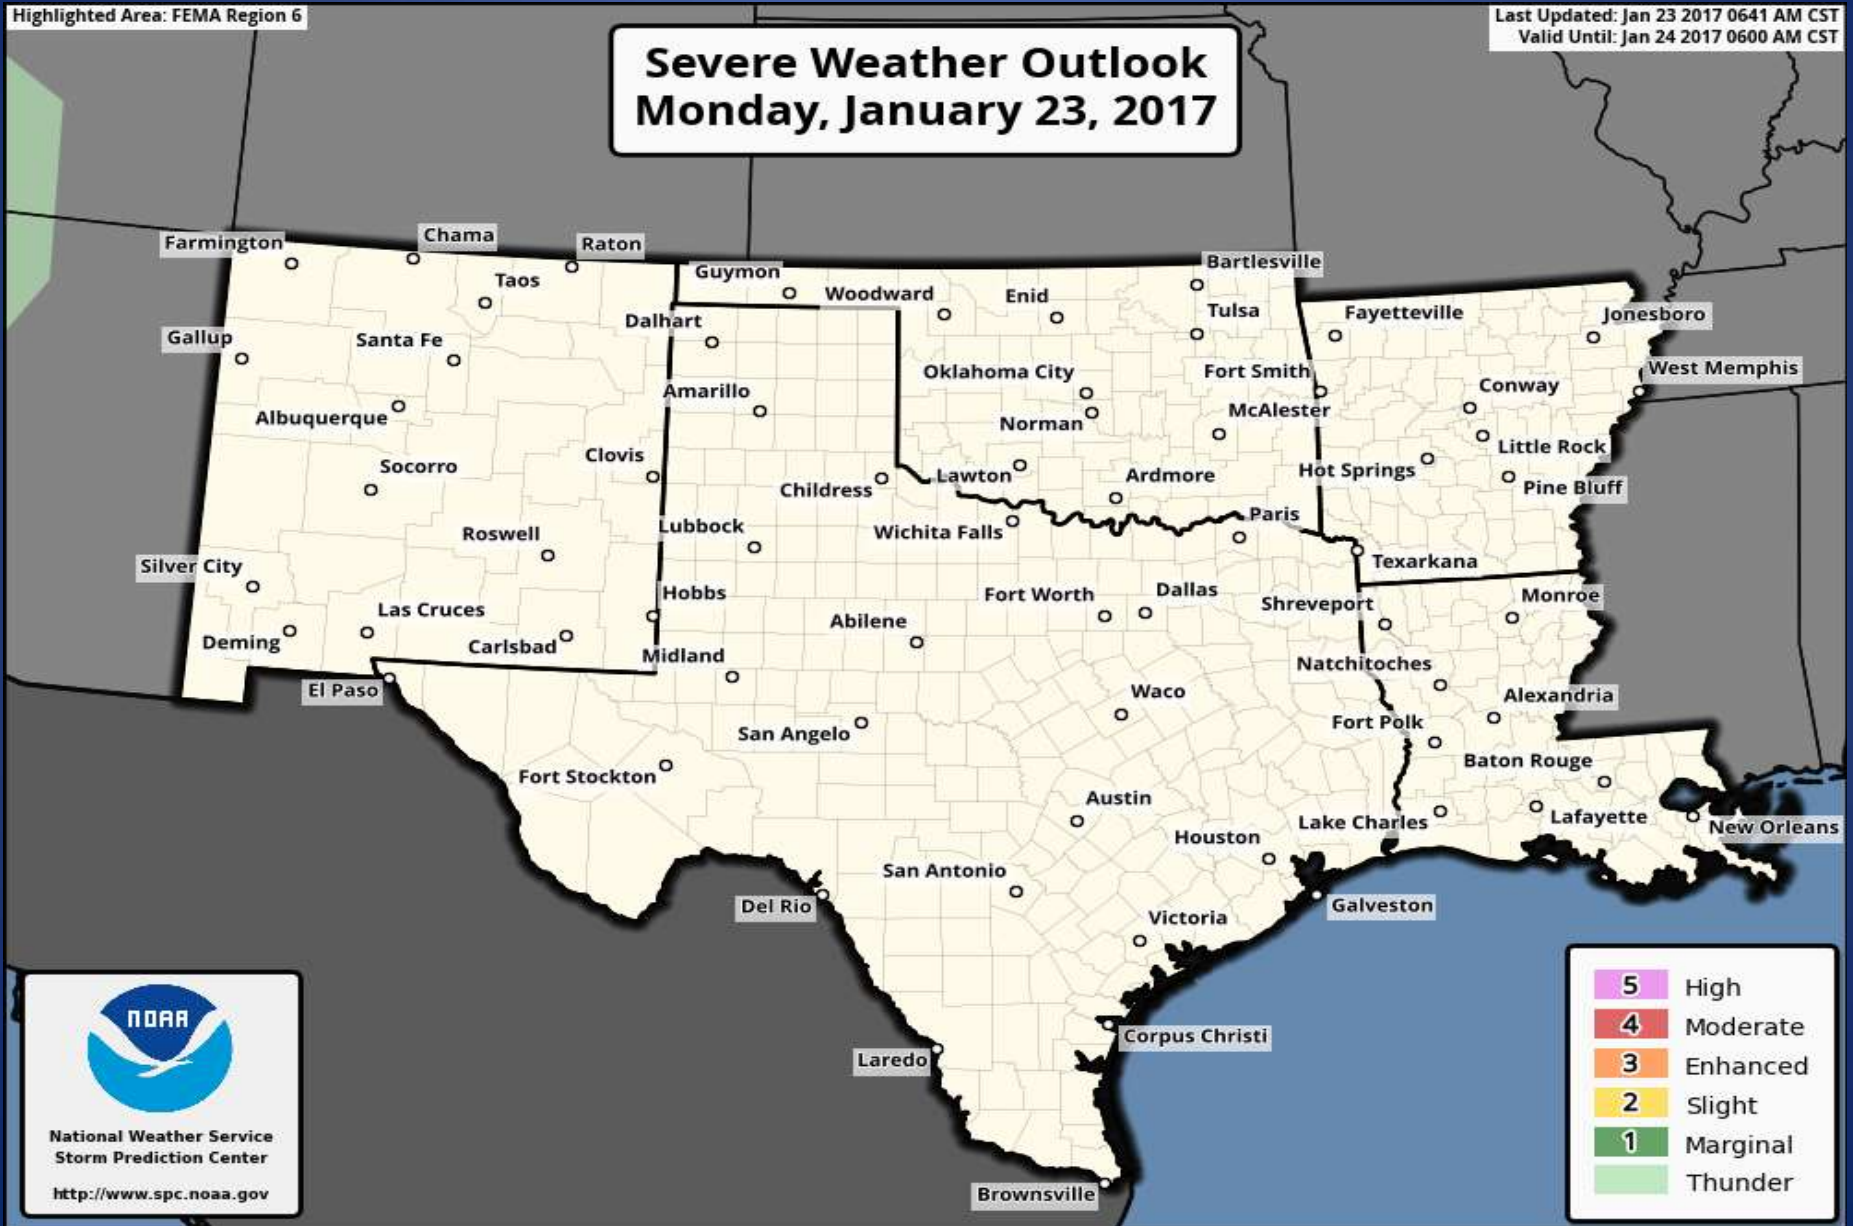 Highlighted Area: FEMA Region 6
Last Updated: Jan 23 2017 0641 AM CST
Valid Until: Jan 24 2017 0600 AM CST
Severe Weather Outlook
Monday, January 23, 2017
Farmington
Chama
Raton
Taos
Guymon
Woodward
Enid
Bartlesville
Tulsa
Fayetteville
Jonesboro
Gallup
Santa Fe
Dalhart
Amarillo
Oklahoma City
Fort Smith
Conway
West Memphis
Albuquerque
Norman
McAlester
Little Rock
Socorro
Clovis
Childress
Lawton
Ardmore
Hot Springs
Pine Bluff
Roswell
Lubbock
Wichita Falls
Paris
Texarkana
Silver City
Las Cruces
Hobbs
Fort Worth
Dallas
Shreveport
Monroe
Deming
Carlsbad
Midland
Abilene
Natchitoches
Alexandria
El Paso
San Angelo
Waco
Fort Polk
Baton Rouge
Fort Stockton
Austin
Houston
Lake Charles
Lafayette
New Orleans
Del Rio
San Antonio
Galveston
Victoria
Laredo
Corpus Christi
Brownsville
NOAA
National Weather Service
Storm Prediction Center
http://www.spc.noaa.gov
5 High
4 Moderate
3 Enhanced
2 Slight
1 Marginal
Thunder